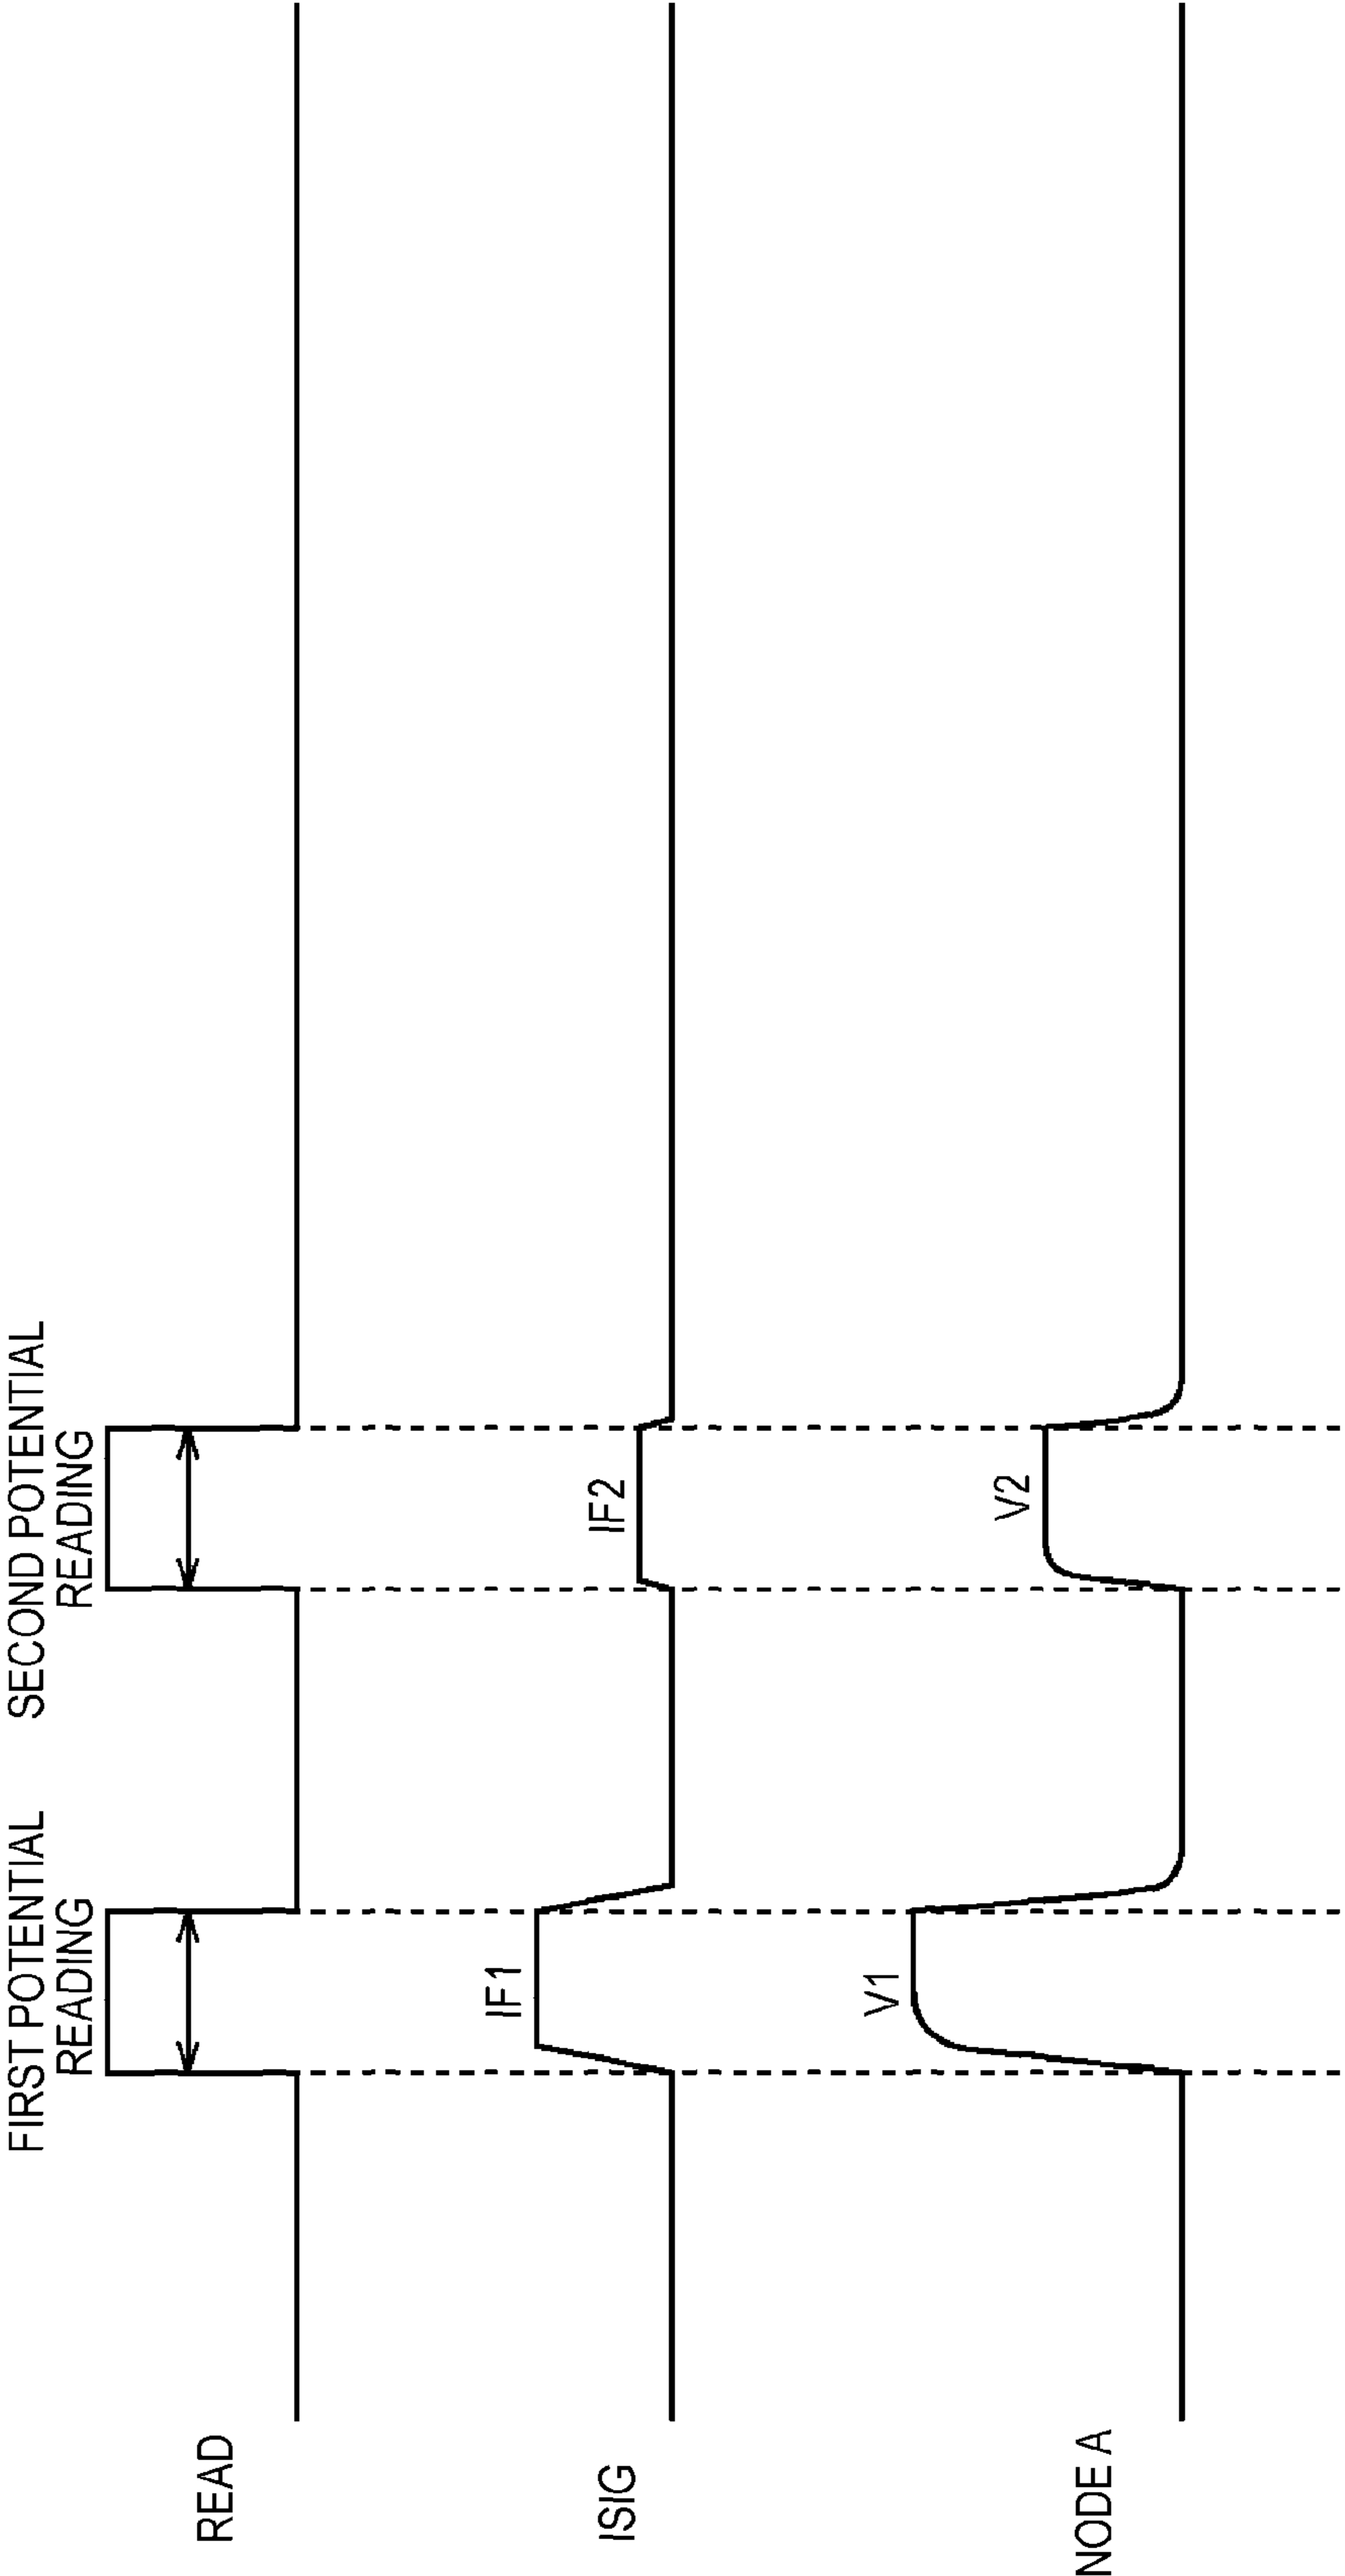 FIRST POTENTIAL
READING
SECOND POTENTIAL
READING
READ
IF1
IF2
ISIG
V1
V2
NODE A